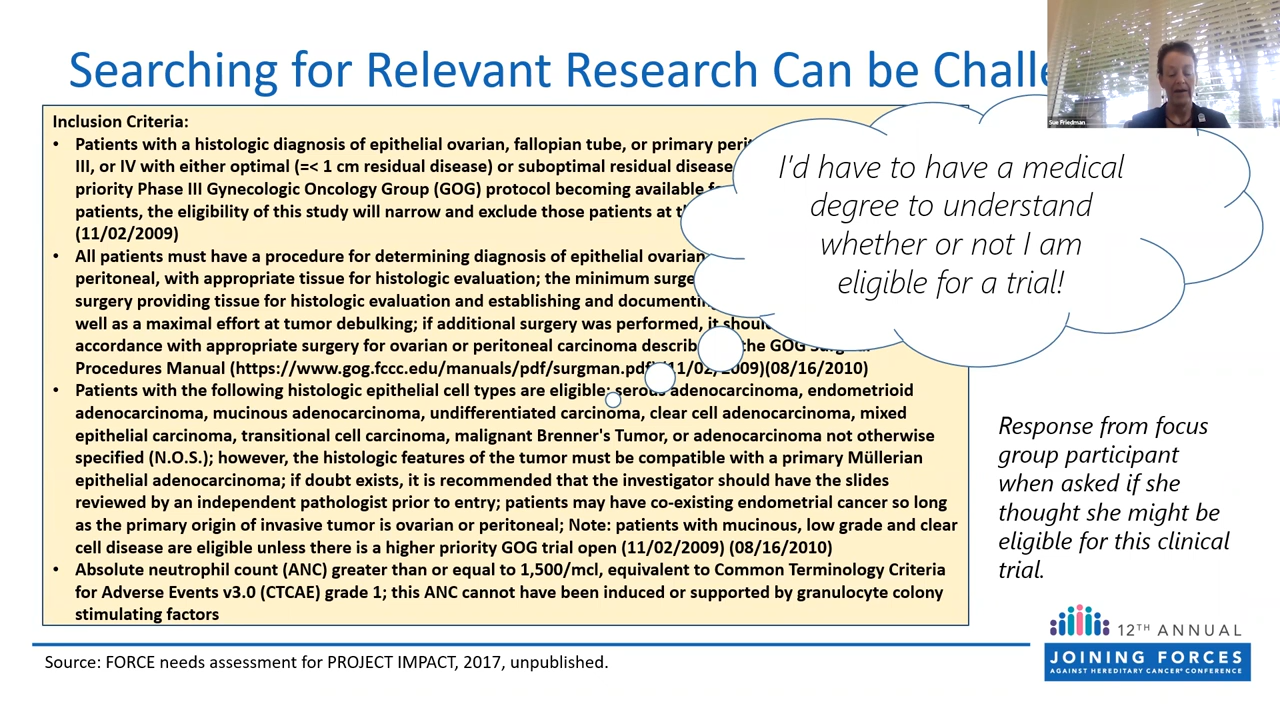 Searching for Relevant Research Can be Challe
Sue Friedman
Inclusion Criteria:
• Patients with a histologic diagnosis of epithelial ovarian, fallopian tube, or primary peri
III, or IV with either optimal (=< 1 cm residual disease) or suboptimal residual disease
priority Phase III Gynecologic Oncology Group (GOG) protocol becoming available
patients, the eligibility of this study will narrow and exclude those patients at
(11/02/2009)
• All patients must have a procedure for determining diagnosis of epithelial ovarian
peritoneal, with appropriate tissue for histologic evaluation; the minimum surge
surgery providing tissue for histologic evaluation and establishing and documentin
well as a maximal effort at tumor debulking; if additional surgery was performed, it shoul
accordance with appropriate surgery for ovarian or peritoneal carcinoma describ the GOG
Procedures Manual (https://www.gog.fccc.edu/manuals/pdf/surgman.pdf) (11/02/2009)(08/16/2010)
• Patients with the following histologic epithelial cell types are eligible: serous adenocarcinoma, endometrioid
adenocarcinoma, mucinous adenocarcinoma, undifferentiated carcinoma, clear cell adenocarcinoma, mixed
epithelial carcinoma, transitional cell carcinoma, malignant Brenner's Tumor, or adenocarcinoma not otherwise
specified (N.O.S.); however, the histologic features of the tumor must be compatible with a primary Müllerian
epithelial adenocarcinoma; if doubt exists, it is recommended that the investigator should have the slides
reviewed by an independent pathologist prior to entry; patients may have co-existing endometrial cancer so long
as the primary origin of invasive tumor is ovarian or peritoneal; Note: patients with mucinous, low grade and clear
cell disease are eligible unless there is a higher priority GOG trial open (11/02/2009) (08/16/2010)
• Absolute neutrophil count (ANC) greater than or equal to 1,500/mcl, equivalent to Common Terminology Criteria
for Adverse Events v3.0 (CTCAE) grade 1; this ANC cannot have been induced or supported by granulocyte colony
stimulating factors
I'd have to have a medical
degree to understand
whether or not I am
eligible for a trial!
Response from focus
group participant
when asked if she
thought she might be
eligible for this clinical
trial.
12TH ANNUAL
JOINING FORCES
AGAINST HEREDITARY CANCER® CONFERENCE
Source: FORCE needs assessment for PROJECT IMPACT, 2017, unpublished.